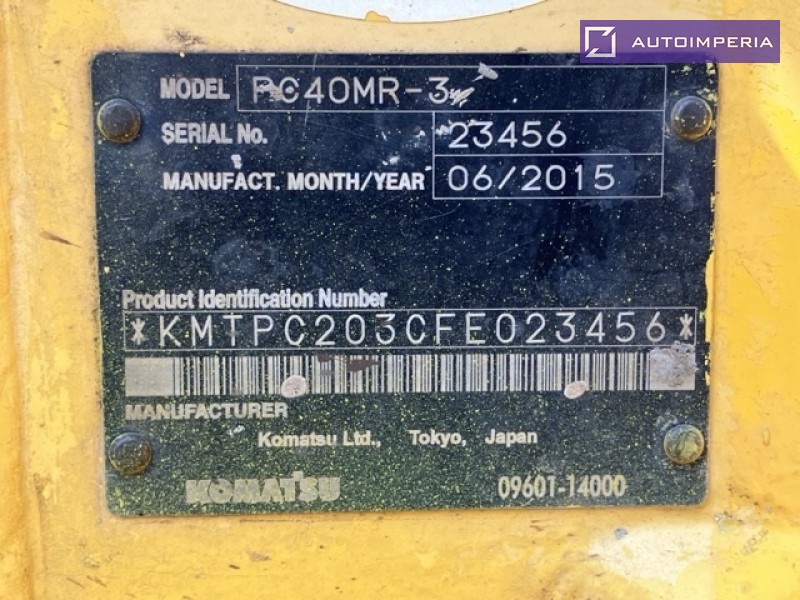 AUTOIMPERIA
MODEL PC40MR-3
SERIAL No. 23456
MANUFACT. MONTH/YEAR 06/2015
Product Identification Number
*KMTPC203CFE023456*
MANUFACTURER
Komatsu Ltd., Tokyo, Japan
KOMATSU 09601-14000